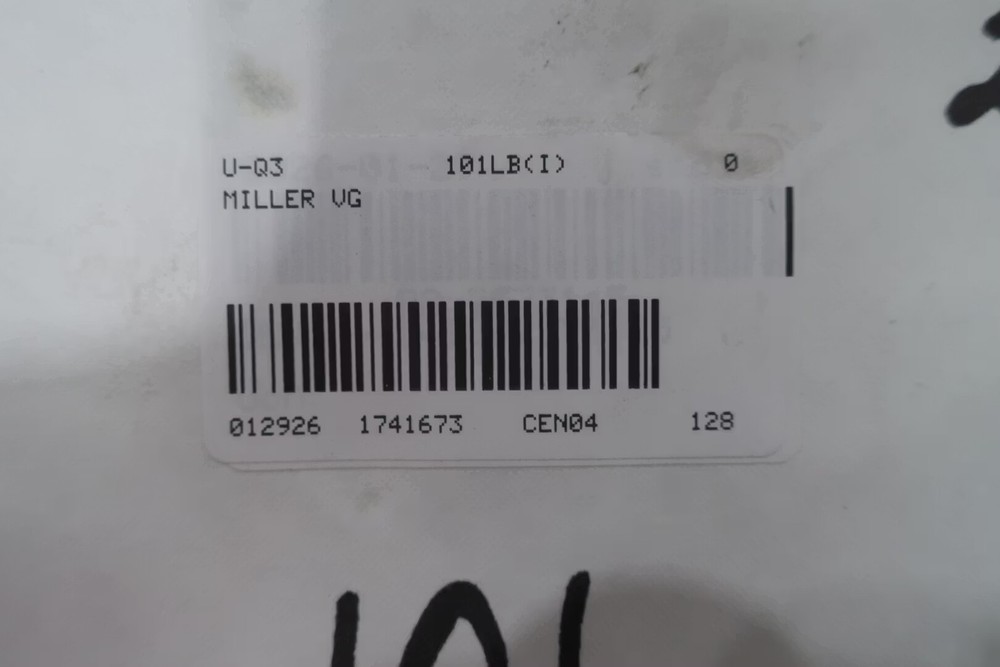 U-Q3 101LB(I) 0
MILLER VG
012926 1741673 CEN04 128
101